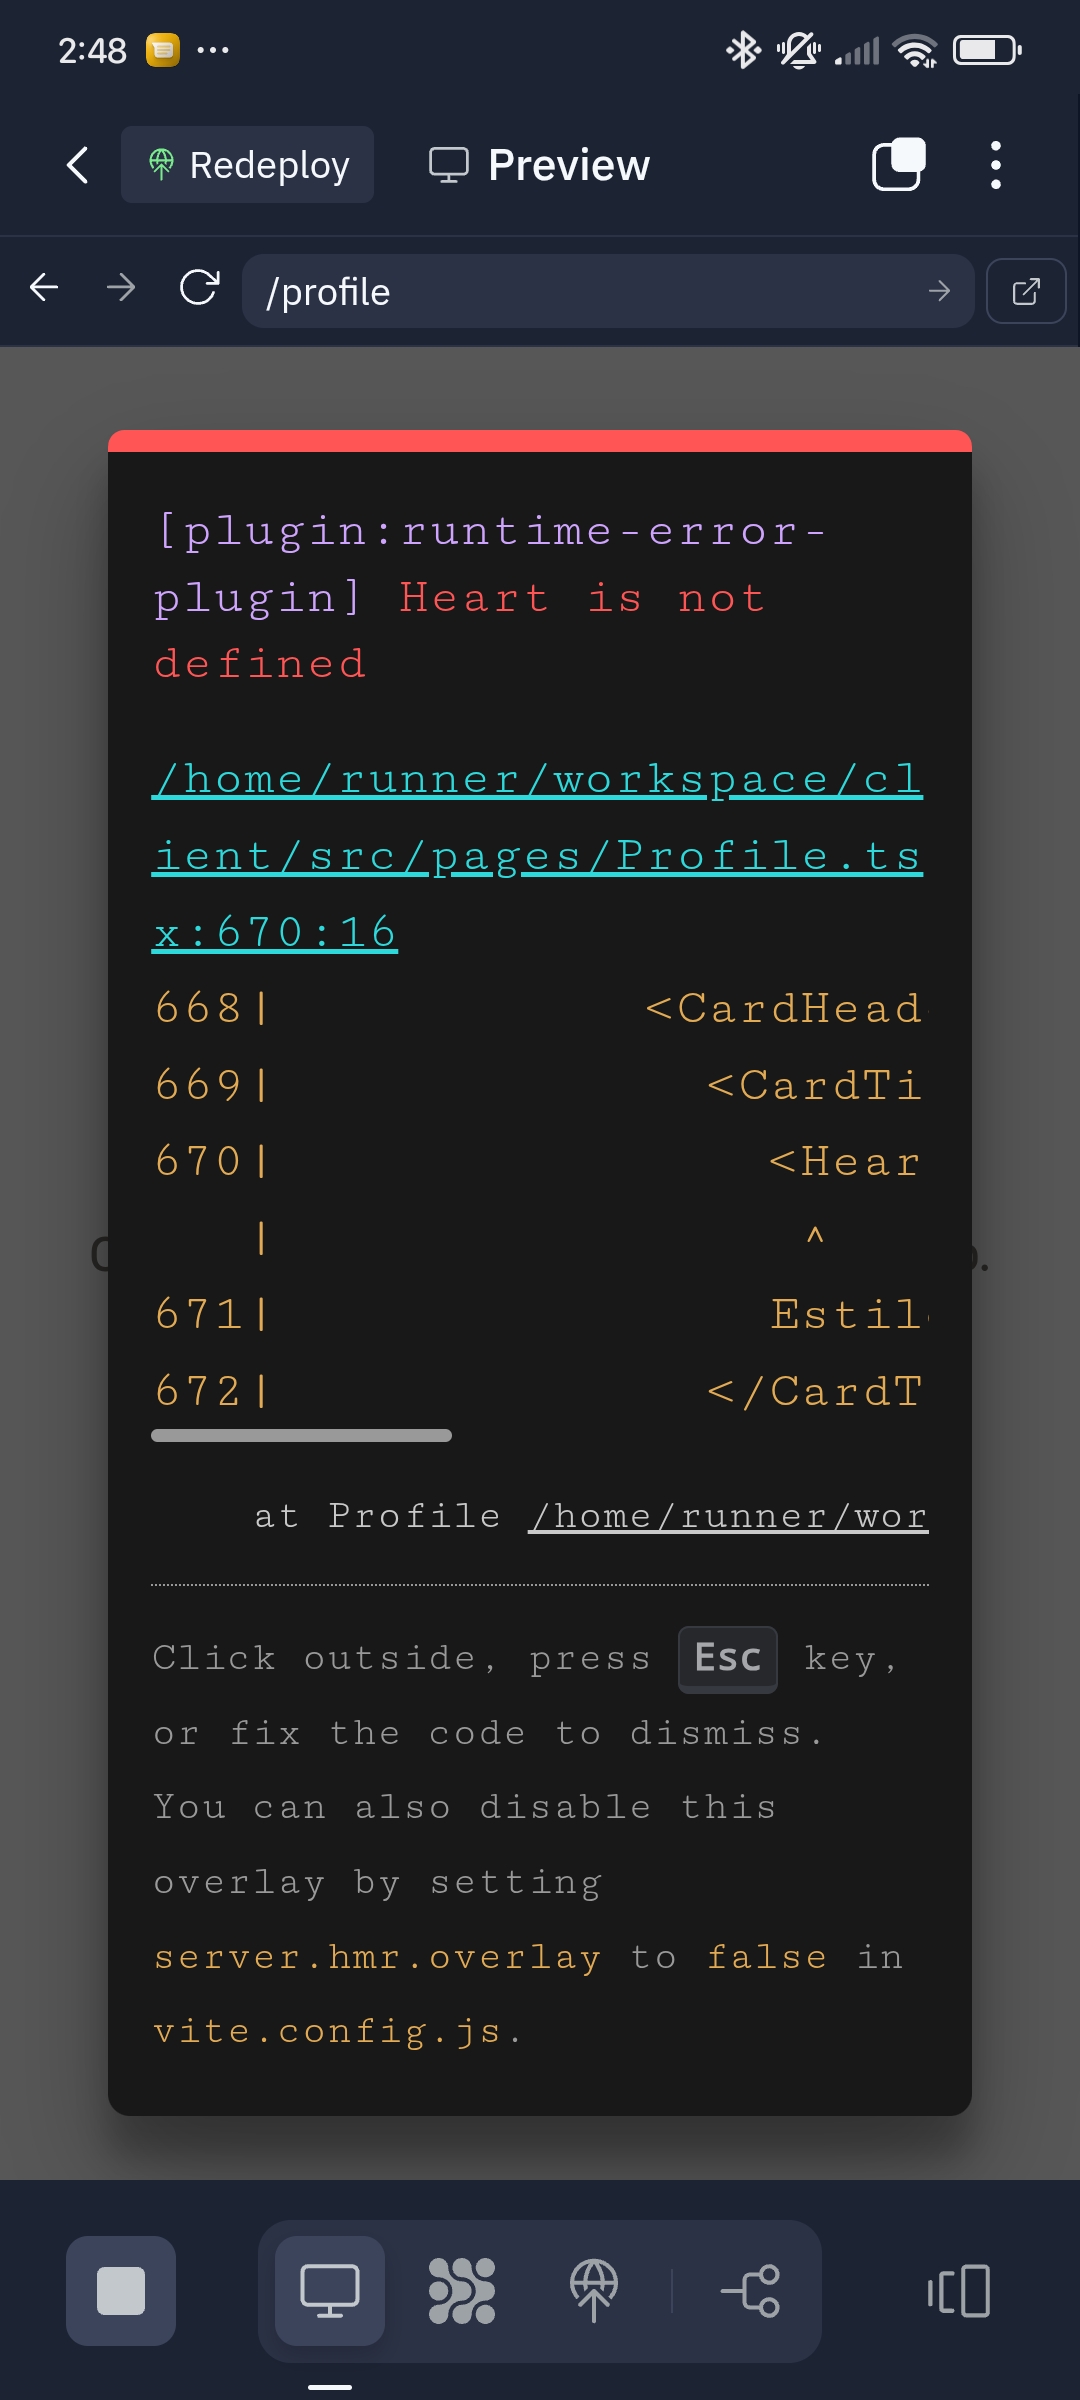 2:48
Redeploy
Preview
/profile
[plugin:runtime-error-
plugin] Heart is not
defined
/home/runner/workspace/cl
ient/src/pages/Profile.ts
x:670:16
668| <CardHead
669| <CardTi
670| <Hear
| ^
671| Estil
672| </CardT
at Profile /home/runner/wor
Click outside, press Esc key,
or fix the code to dismiss.
You can also disable this
overlay by setting
server.hmr.overlay to false in
vite.config.js.